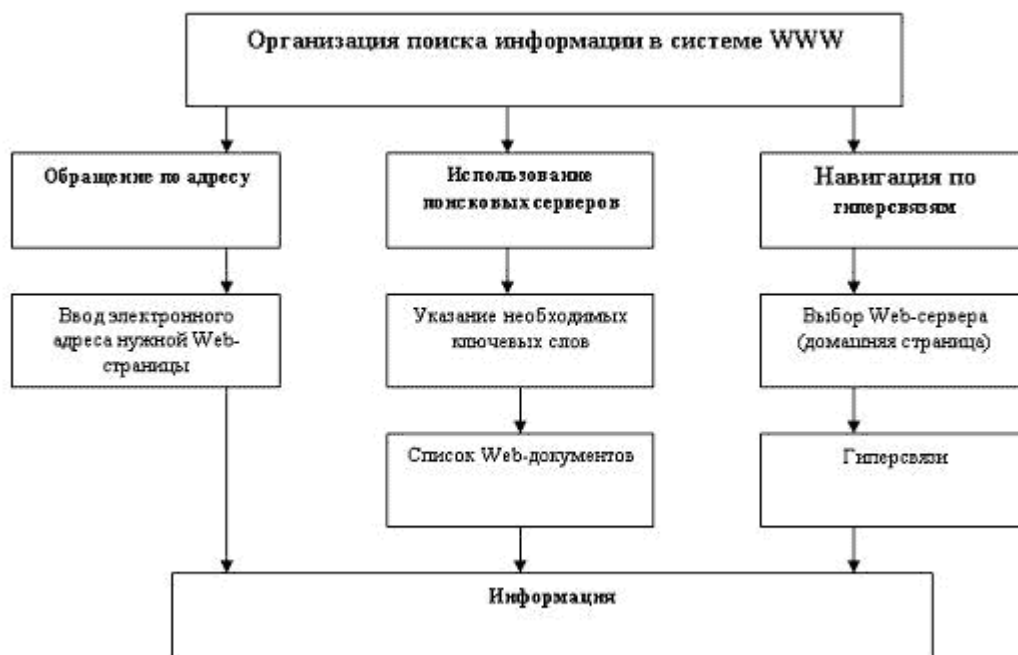 Организация поиска информации в системе WWW
Обращение по адресу
Использование
поисковых серверов
Навигация по
гиперсвязям
Ввод электронного
адреса нужной Web-
страницы
Указание необходимых
ключевых слов
Выбор Web-сервера
(домашняя страница)
Список Web-документов
Гиперсвязи
Информация